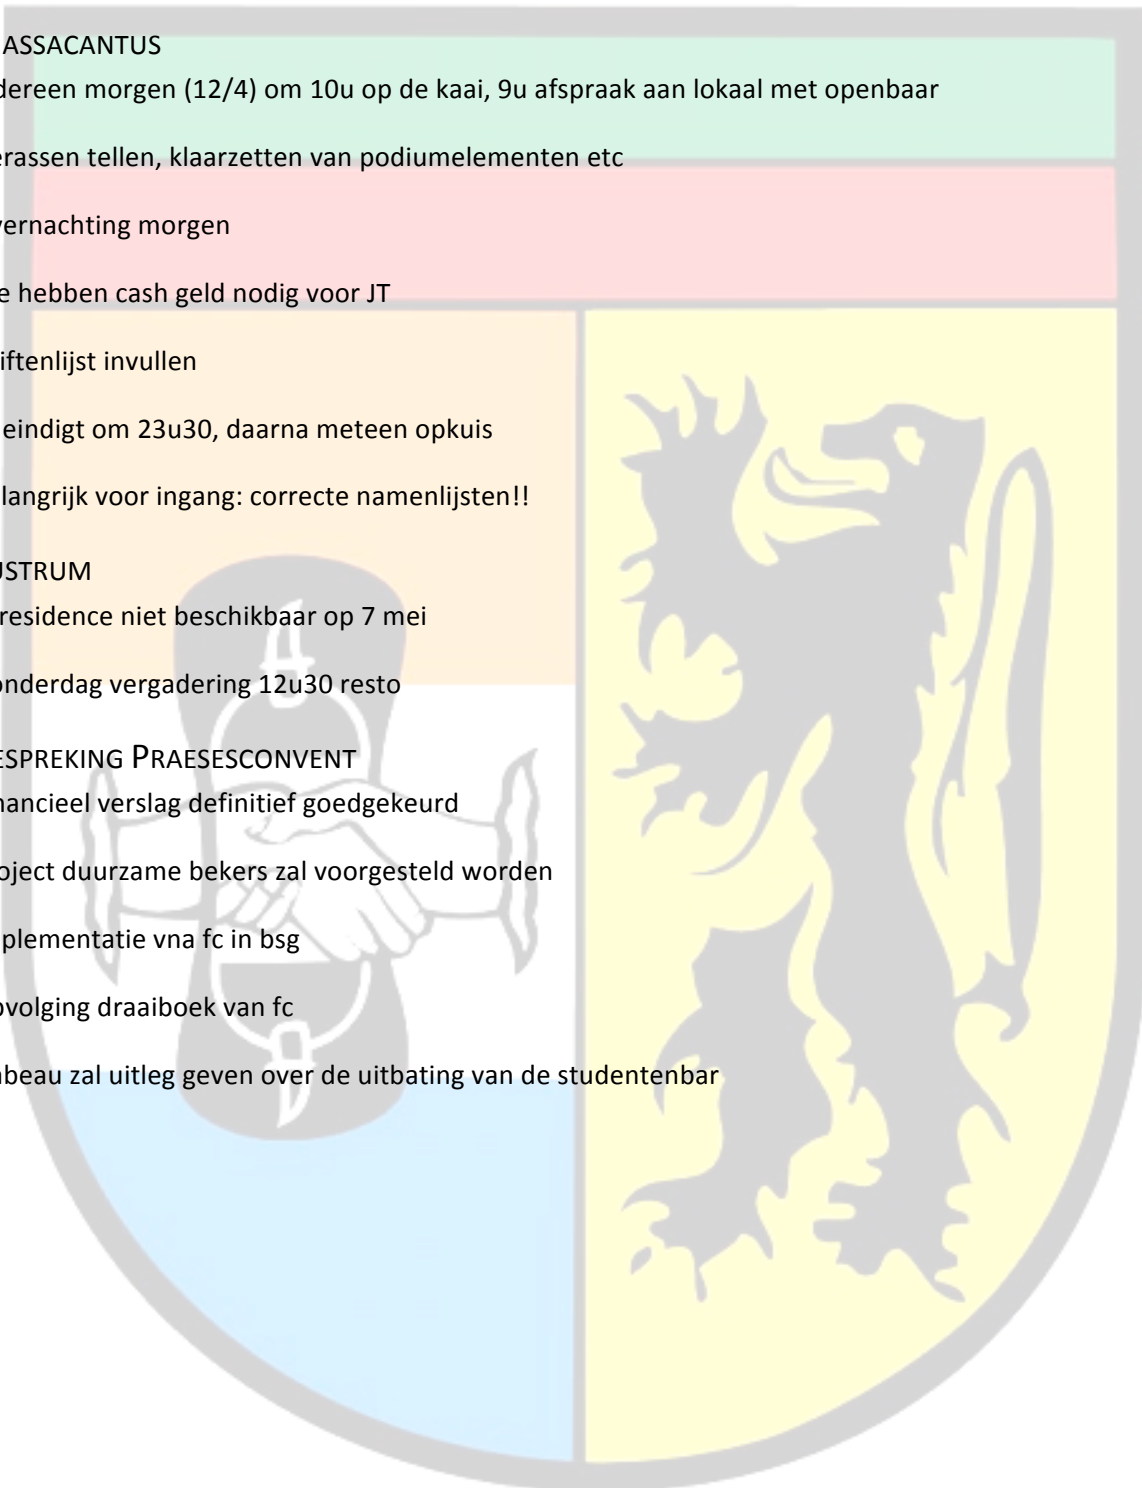 ASSACANTUS
dereen morgen (12/4) om 10u op de kaai, 9u afspraak aan lokaal met openbaar
erassen tellen, klaarzetten van podiumelementen etc
vernachting morgen
e hebben cash geld nodig voor JT
iftenlijst invullen
eindigt om 23u30, daarna meteen opkuis
langrijk voor ingang: correcte namenlijsten!!
USTRUM
residence niet beschikbaar op 7 mei
onderdag vergadering 12u30 resto
ESPREKING PRAESESCONVENT
nancieel verslag definitief goedgekeurd
oject duurzame bekers zal voorgesteld worden
plementatie vna fc in bsg
volging draaiboek van fc
beau zal uitleg geven over de uitbating van de studentenbar